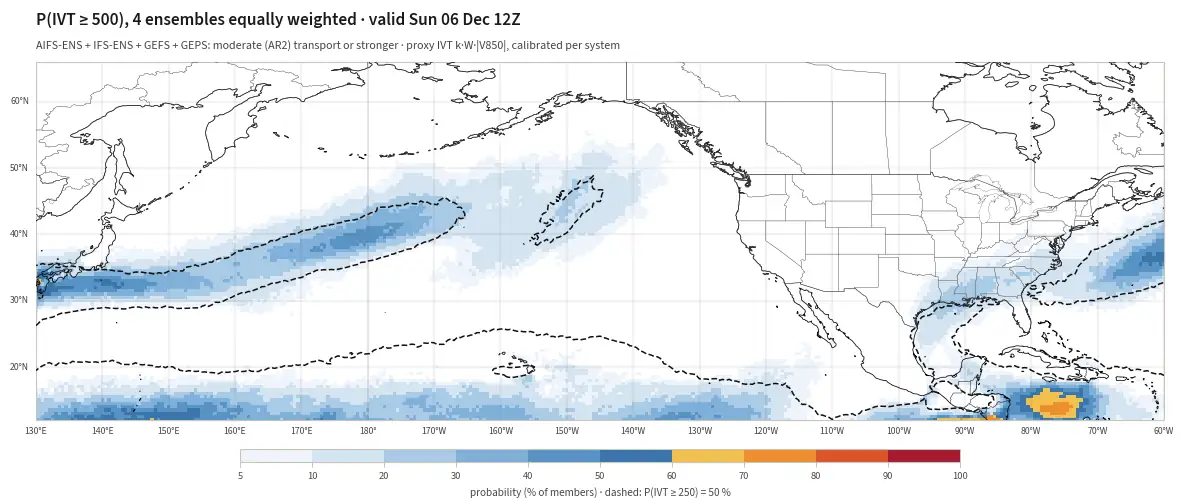 P(IVT ≥ 500), 4 ensembles equally weighted · valid Sun 06 Dec 12Z
AIFS-ENS + IFS-ENS + GEFS + GEPS: moderate (AR2) transport or stronger · proxy IVT k·W·|V850|, calibrated per system
60°N
50°N
40°N
30°N
20°N
130°E 140°E 150°E 160°E 170°E 180° 170°W 160°W 150°W 140°W 130°W 120°W 110°W 100°W 90°W 80°W 70°W 60°W
5 10 20 30 40 50 60 70 80 90 100
probability (% of members) · dashed: P(IVT ≥ 250) = 50 %